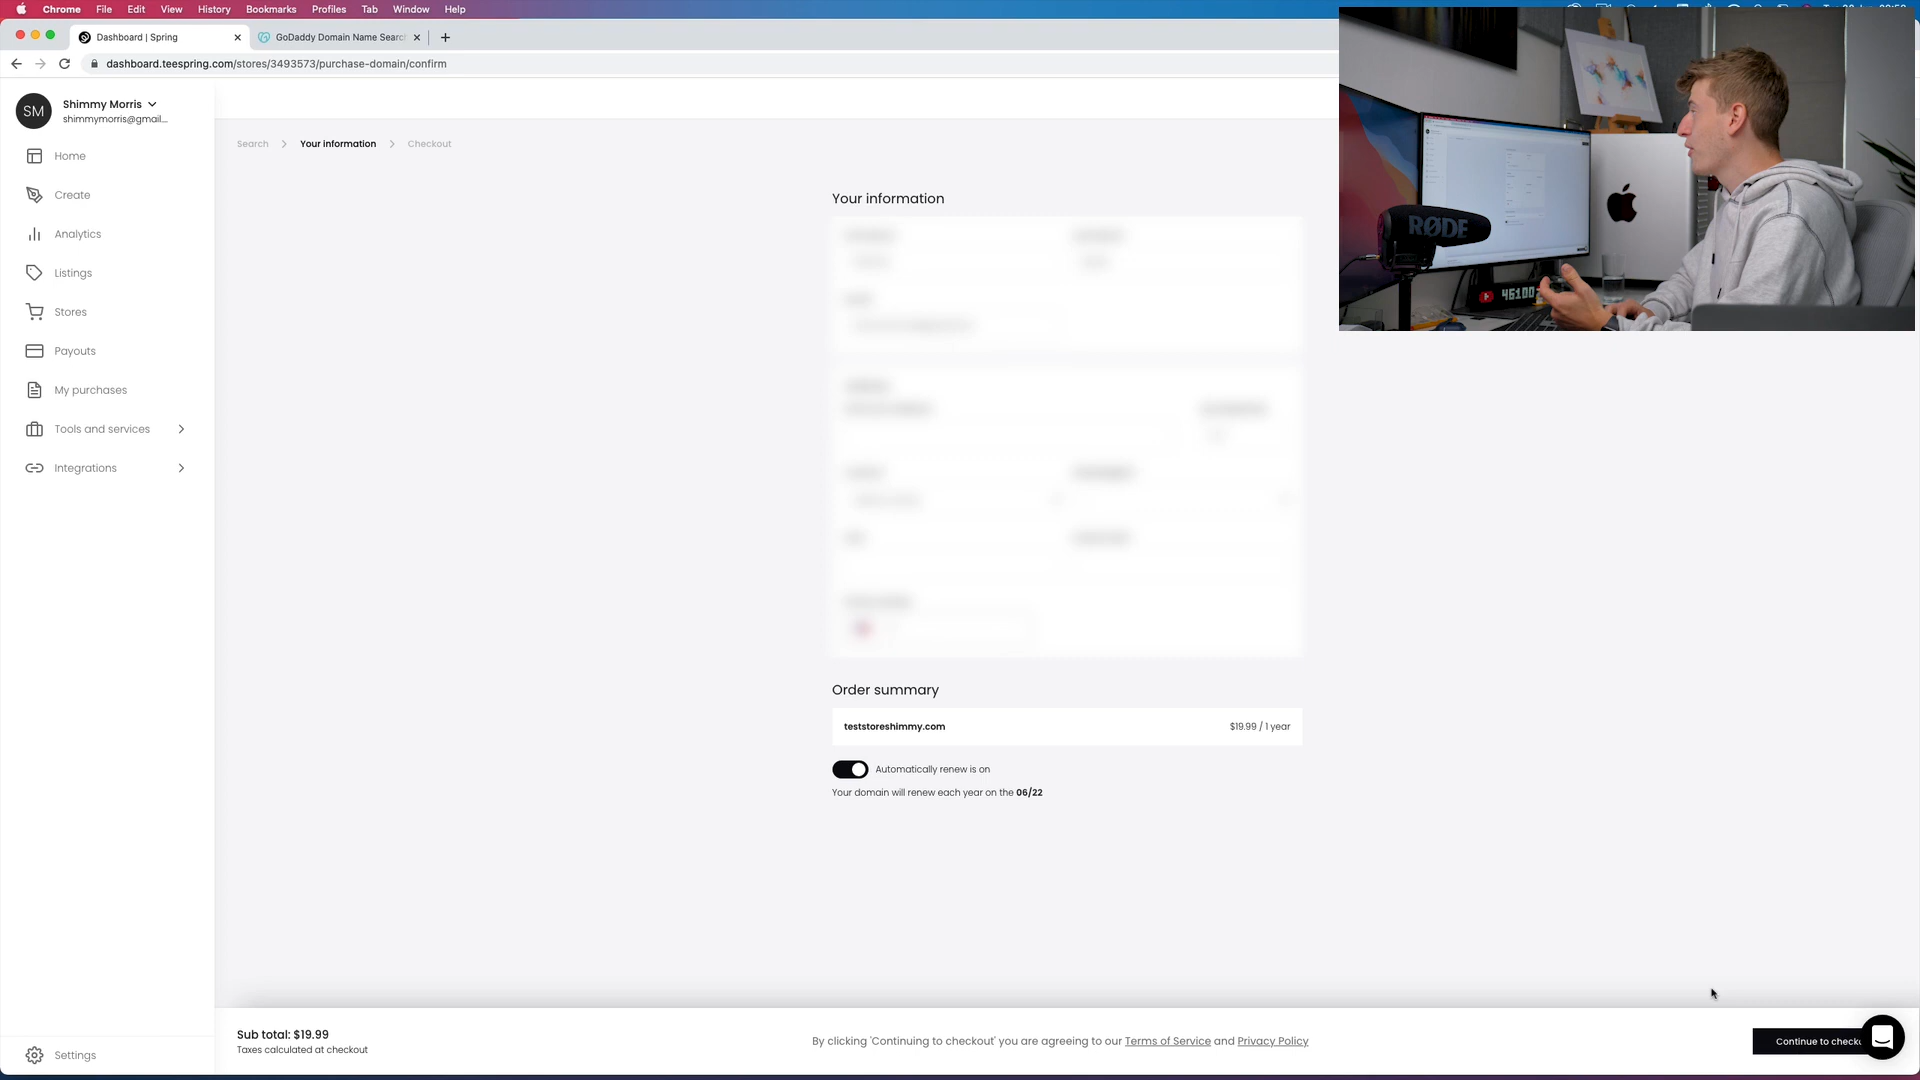 Chrome File Edit View History Bookmarks Profiles Tab Window Help
Dashboard | Spring
GoDaddy Domain Name Searc
dashboard.teespring.com/stores/3493573/purchase-domain/confirm
SM
Shimmy Morris
shimmymorris@gmail...
Home
Create
Analytics
Listings
Stores
Payouts
My purchases
Tools and services
Integrations
Settings
Search > Your information > Checkout
Your information
Order summary
teststoreshimmy.com $19.99 / 1 year
Automatically renew is on
Your domain will renew each year on the 06/22
Sub total: $19.99
Taxes calculated at checkout
By clicking 'Continuing to checkout' you are agreeing to our Terms of Service and Privacy Policy
Continue to checko
RØDE